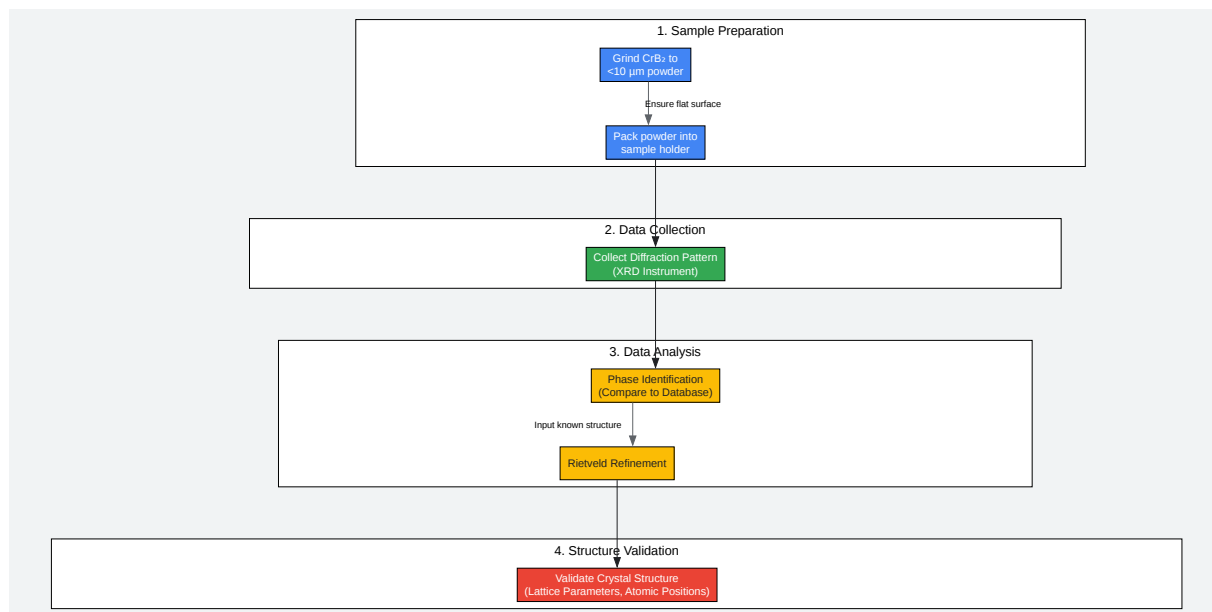 1. Sample Preparation
Grind CrB₂ to
<10 µm powder
Ensure flat surface
Pack powder into
sample holder
2. Data Collection
Collect Diffraction Pattern
(XRD Instrument)
3. Data Analysis
Phase Identification
(Compare to Database)
Input known structure
Rietveld Refinement
4. Structure Validation
Validate Crystal Structure
(Lattice Parameters, Atomic Positions)